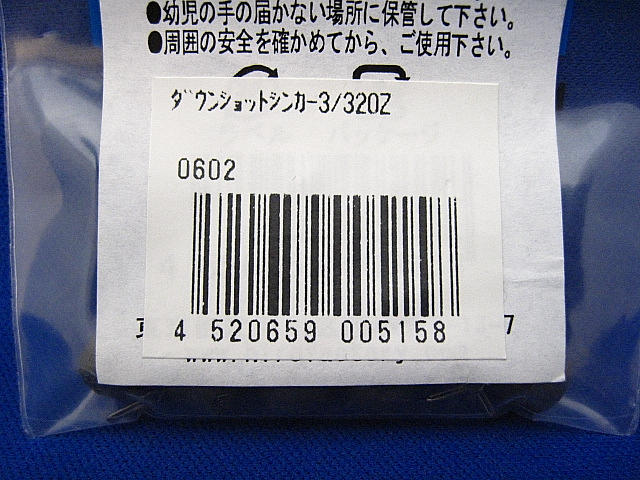 ●幼児の手の届かない場所に保管して下さい。
●周囲の安全を確かめてから、ご使用下さい。
ﾀﾞｳﾝｼｮｯﾄｼﾝｶｰ3/32OZ
0602
4 520659 005158
7